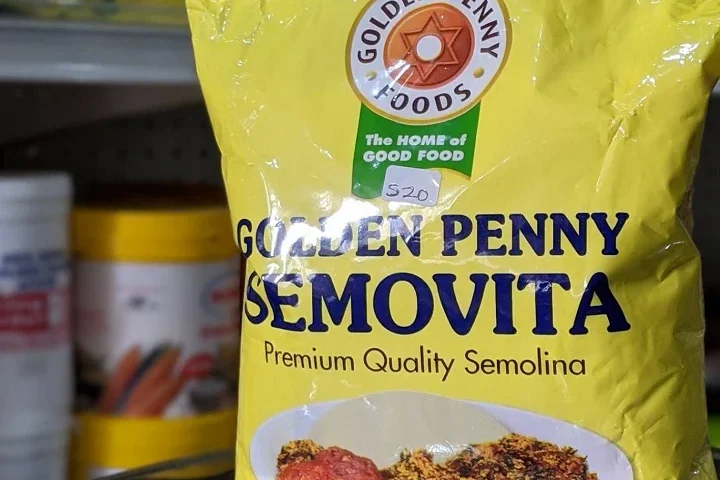 GOLDEN PENNY
FOODS
The HOME of
GOOD FOOD
$20
GOLDEN PENNY
SEMOVITA
Premium Quality Semolina